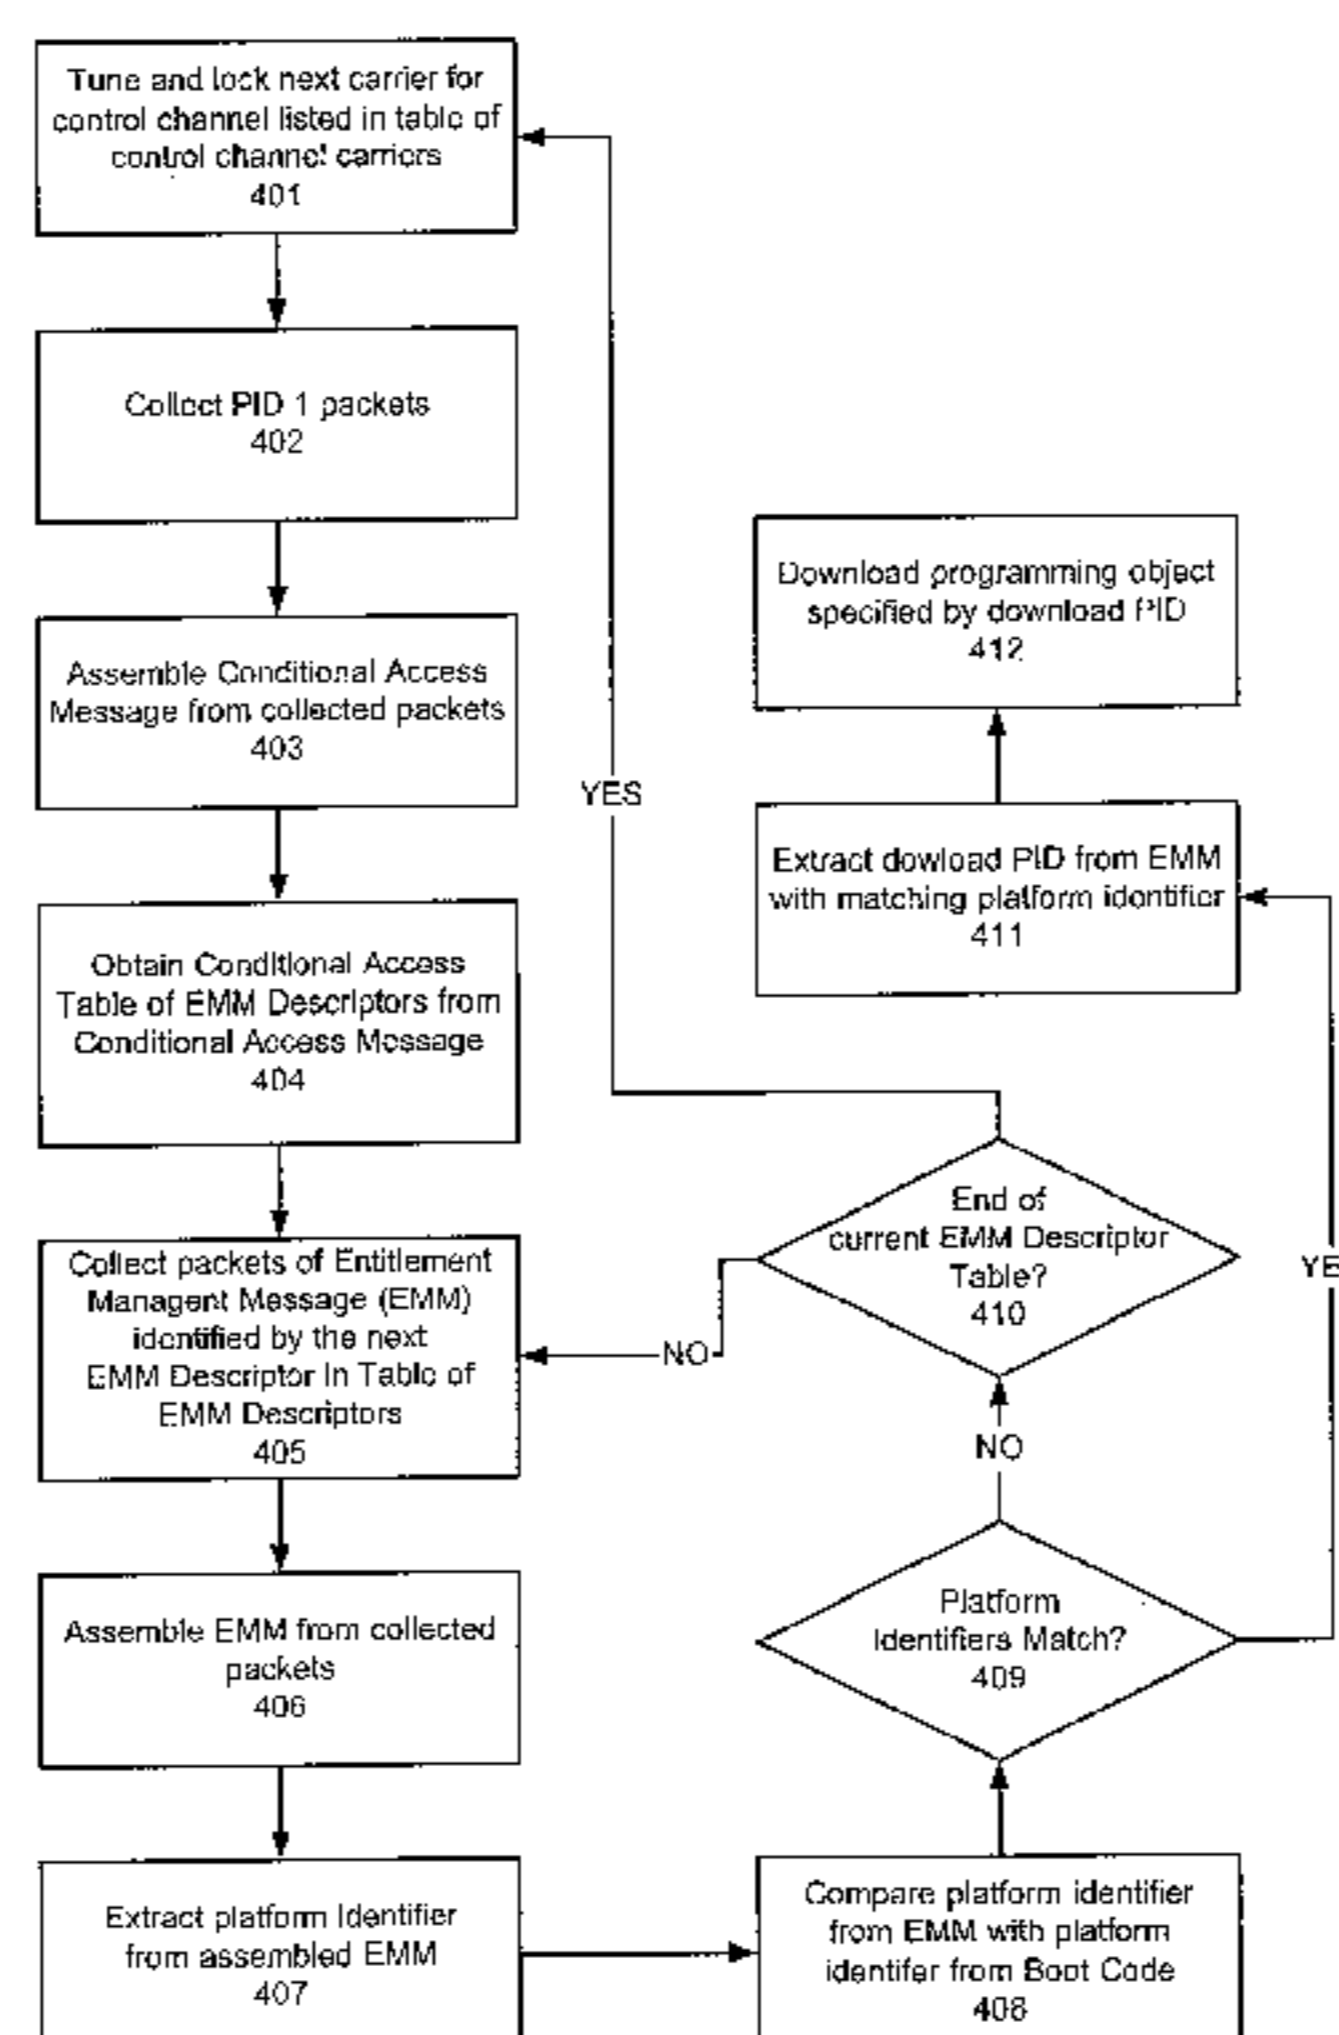 Tune and lock next carrier for
control channel listed in table of
control channel carriers
401
Collect PID 1 packets
402
Assemble Conditional Access
Message from collected packets
403
Obtain Conditional Access
Table of EMM Descriptors from
Conditional Access Message
404
Collect packets of Entitlement
Managent Message (EMM)
identified by the next
EMM Descriptor in Table of
EMM Descriptors
405
Assemble EMM from collected
packets
406
Extract platform Identifier
from assembled EMM
407
Compare platform identifier
from EMM with platform
identifer from Boot Code
408
Platform
Identifiers Match?
409
NO
YE
End of
current EMM Descriptor
Table?
410
NO
YES
Extract dowload PID from EMM
with matching platform identifier
411
Download programming object
specified by download PID
412